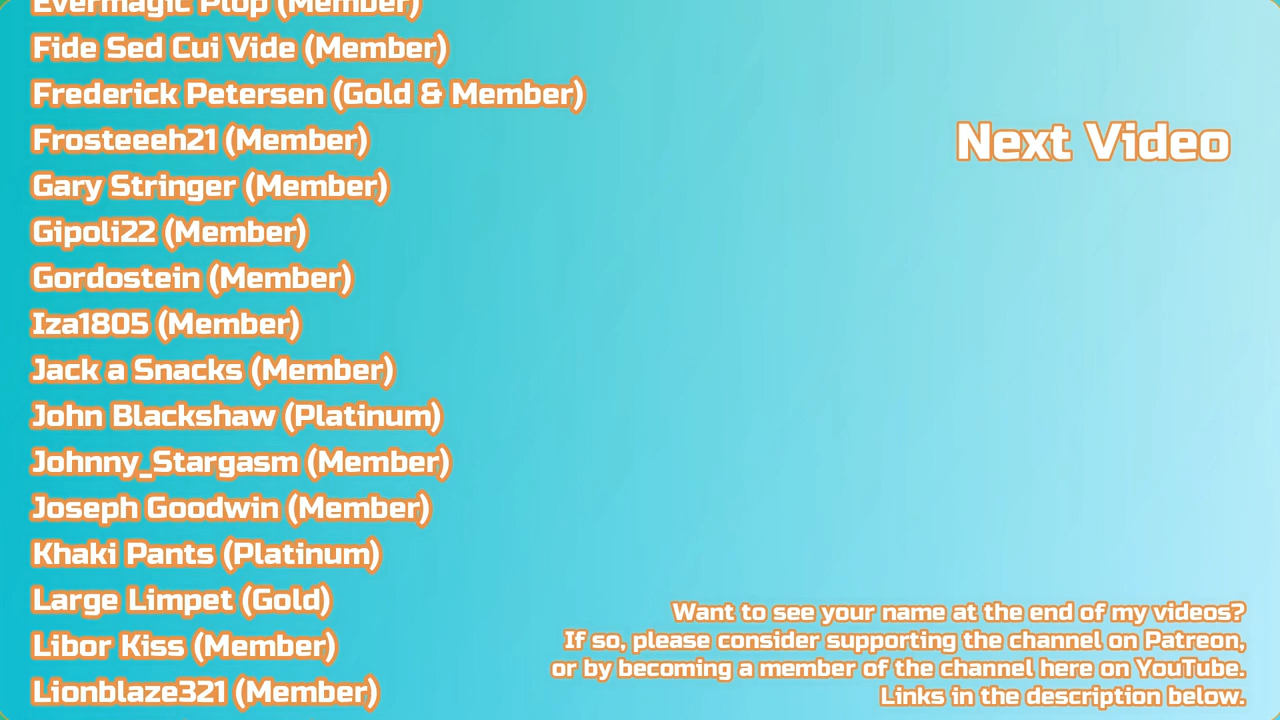 Evermagic Plop (Member)
Fide Sed Cui Vide (Member)
Frederick Petersen (Gold & Member)
Frosteeeh21 (Member)
Gary Stringer (Member)
Gipoli22 (Member)
Gordostein (Member)
Iza1805 (Member)
Jack a Snacks (Member)
John Blackshaw (Platinum)
Johnny_Stargasm (Member)
Joseph Goodwin (Member)
Khaki Pants (Platinum)
Large Limpet (Gold)
Libor Kiss (Member)
Lionblaze321 (Member)
Next Video
Want to see your name at the end of my videos?
If so, please consider supporting the channel on Patreon,
or by becoming a member of the channel here on YouTube.
Links in the description below.